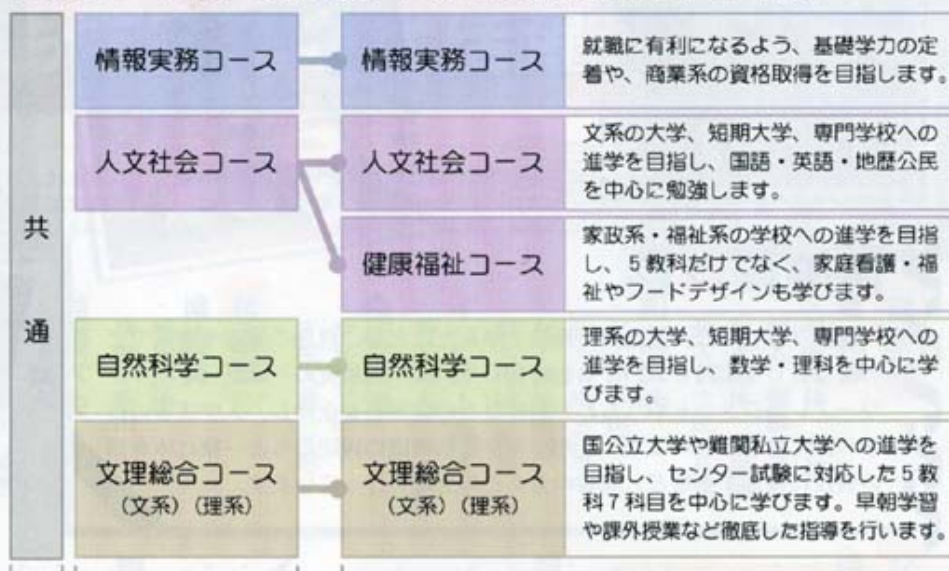 共通
情報実務コース
情報実務コース
就職に有利になるよう、基礎学力の定
着や、商業系の資格取得を目指します。
人文社会コース
人文社会コース
文系の大学、短期大学、専門学校への
進学を目指し、国語・英語・地歴公民
を中心に勉強します。
健康福祉コース
家政系・福祉系の学校への進学を目指
し、5教科だけでなく、家庭看護・福
祉やフードデザインも学びます。
自然科学コース
自然科学コース
理系の大学、短期大学、専門学校への
進学を目指し、数学・理科を中心に学
びます。
文理総合コース
(文系)(理系)
文理総合コース
(文系)(理系)
国公立大学や難関私立大学への進学を
目指し、センター試験に対応した5教
科7科目を中心に学びます。早朝学習
や課外授業など徹底した指導を行います。